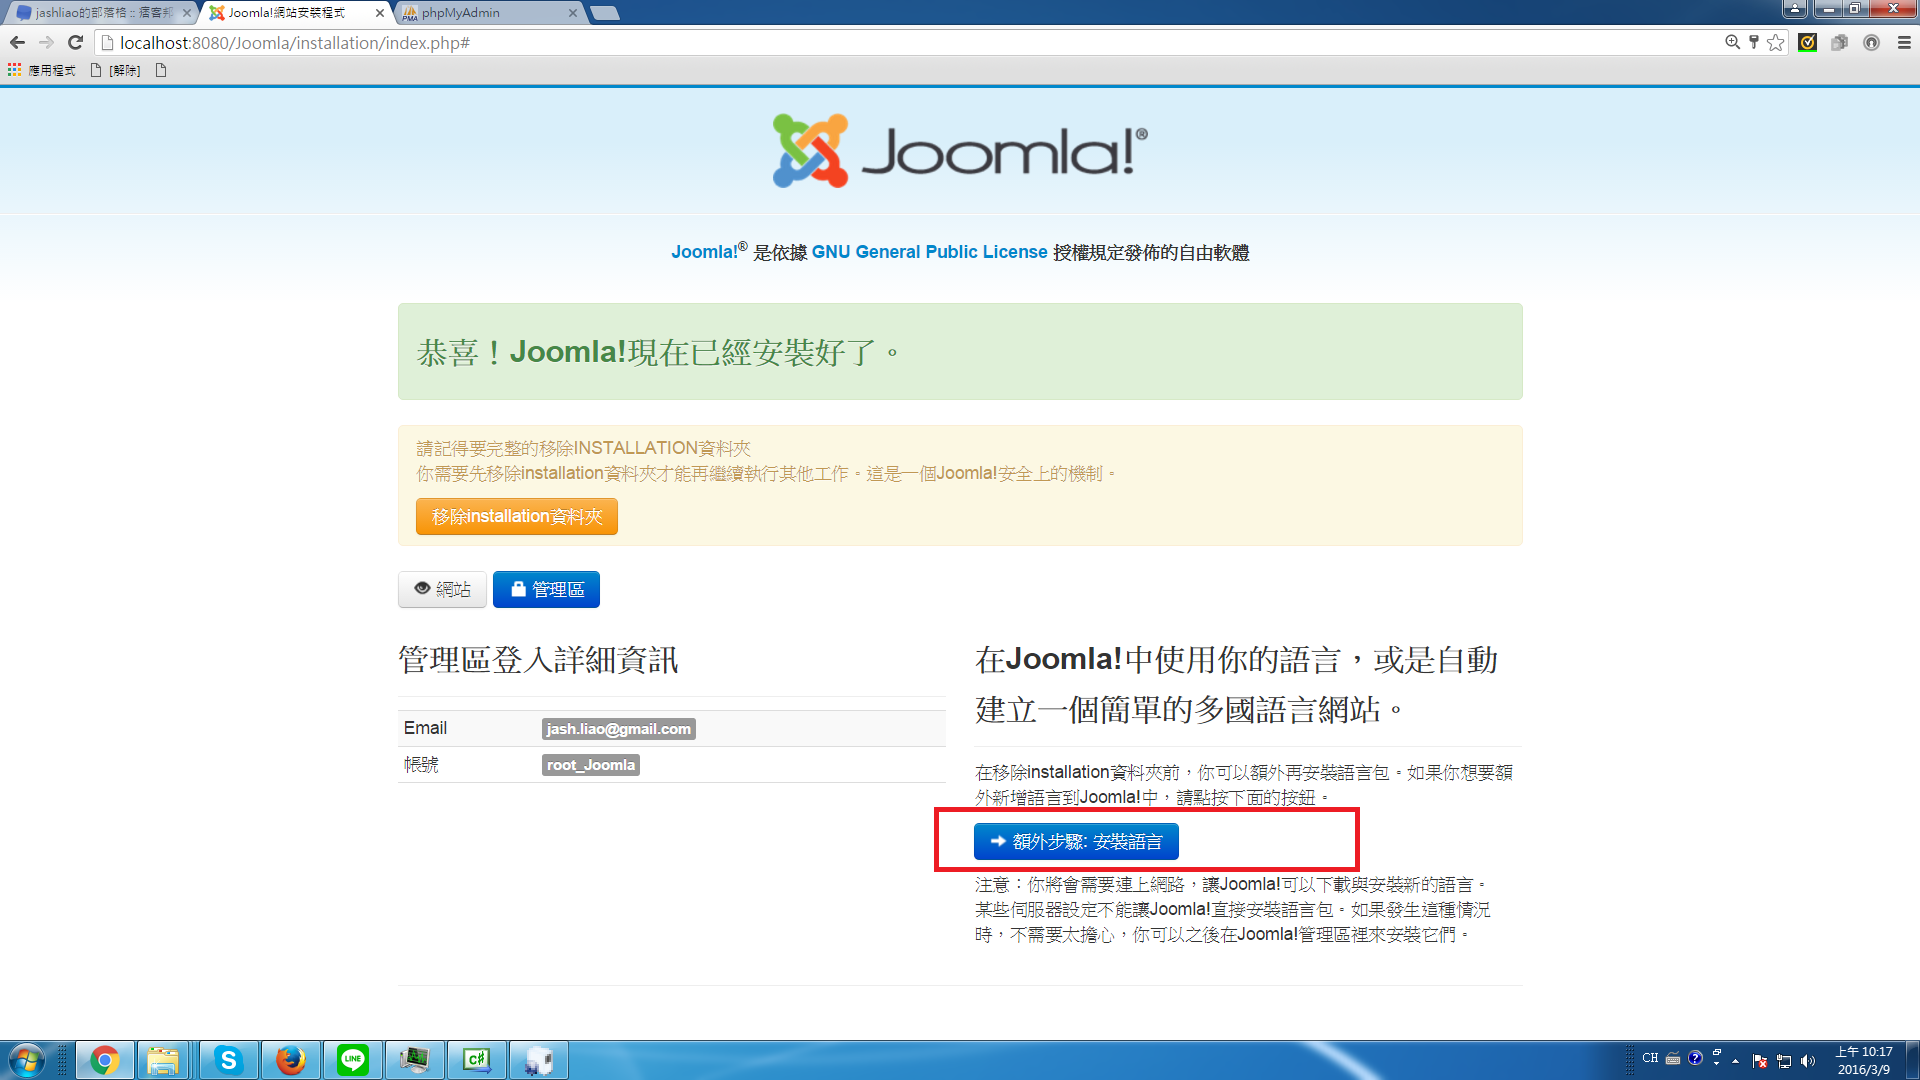 jashliao的部落格 :: 痞客邦
Joomla!網站安裝程式
phpMyAdmin
localhost:8080/Joomla/installation/index.php#
應用程式
[解除]
Joomla!®
Joomla!® 是依據 GNU General Public License 授權規定發佈的自由軟體
恭喜！Joomla!現在已經安裝好了。
請記得要完整的移除INSTALLATION資料夾
你需要先移除installation資料夾才能再繼續執行其他工作。這是一個Joomla!安全上的機制。
移除installation資料夾
網站
管理區
管理區登入詳細資訊
Email
jash.liao@gmail.com
帳號
root_Joomla
在Joomla!中使用你的語言，或是自動
建立一個簡單的多國語言網站。
在移除installation資料夾前，你可以額外再安裝語言包。如果你想要額
外新增語言到Joomla!中，請點按下面的按鈕。
額外步驟: 安裝語言
注意：你將會需要連上網路，讓Joomla!可以下載與安裝新的語言。
某些伺服器設定不能讓Joomla!直接安裝語言包。如果發生這種情況
時，不需要太擔心，你可以之後在Joomla!管理區裡來安裝它們。
LINE
C#
CH
上午 10:17
2016/3/9